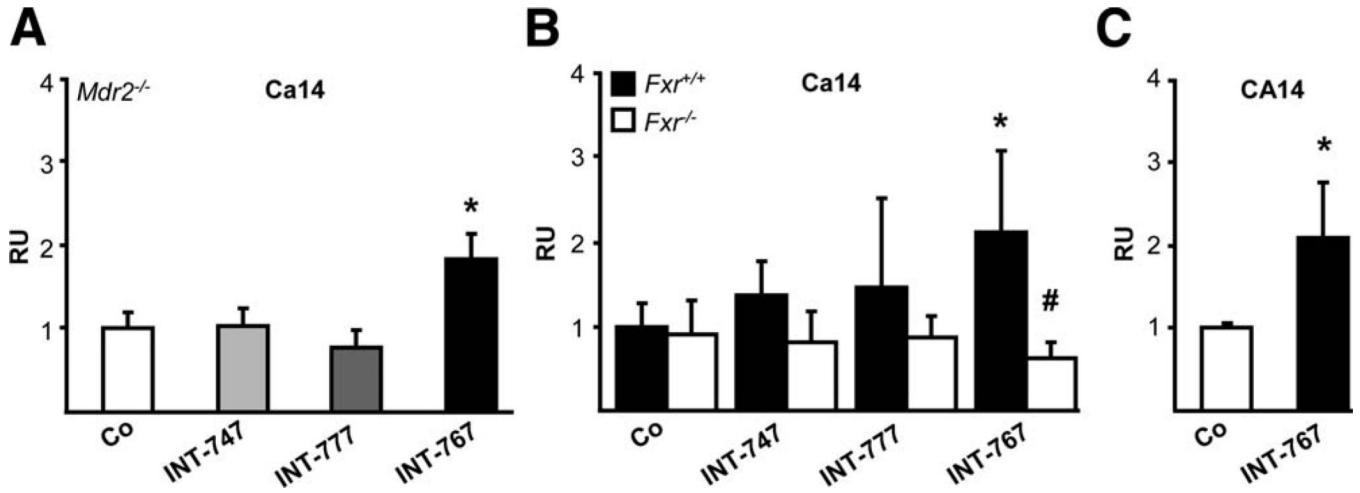 A
Mdr2-/-
Ca14
4
3
2
1
RU
*
Co
INT-747
INT-777
INT-767
B
Fxr+/+
Fxr-/-
Ca14
4
3
2
1
RU
*
#
Co
INT-747
INT-777
INT-767
C
CA14
4
3
2
1
RU
*
Co
INT-767